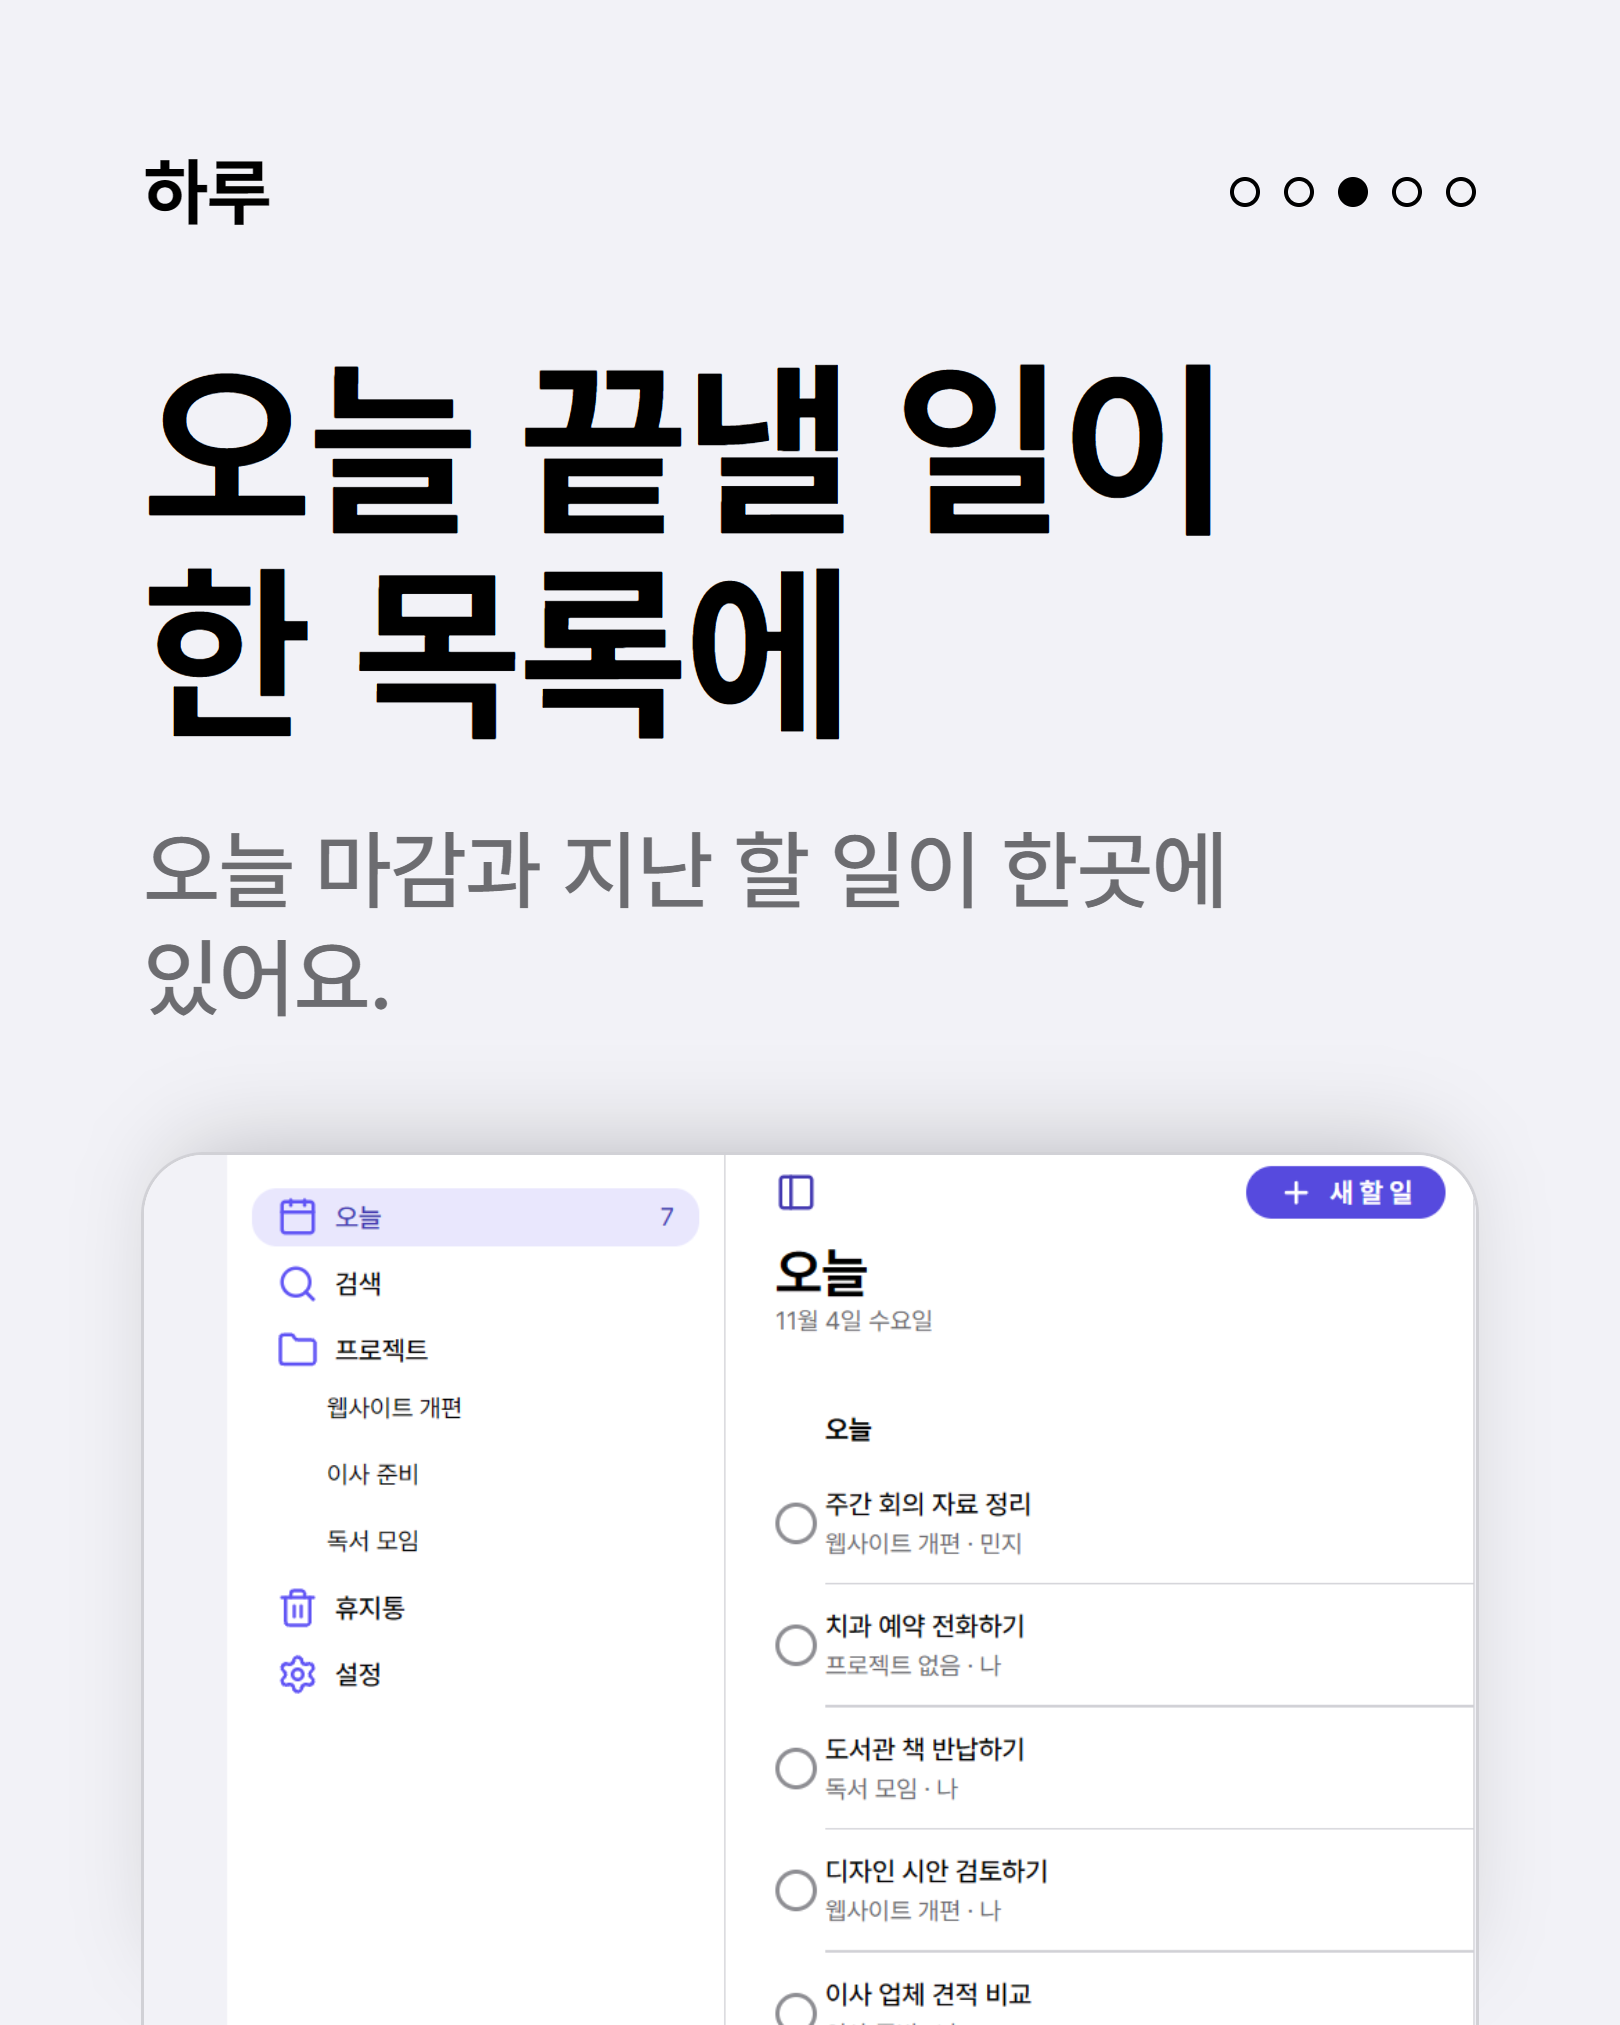 하루
오늘 끝낼 일이
한 목록에
오늘 마감과 지난 할 일이 한곳에
있어요.
오늘 7
검색
프로젝트
웹사이트 개편
이사 준비
독서 모임
휴지통
설정
새 할 일
오늘
11월 4일 수요일
오늘
주간 회의 자료 정리
웹사이트 개편 · 민지
치과 예약 전화하기
프로젝트 없음 · 나
도서관 책 반납하기
독서 모임 · 나
디자인 시안 검토하기
웹사이트 개편 · 나
이사 업체 견적 비교